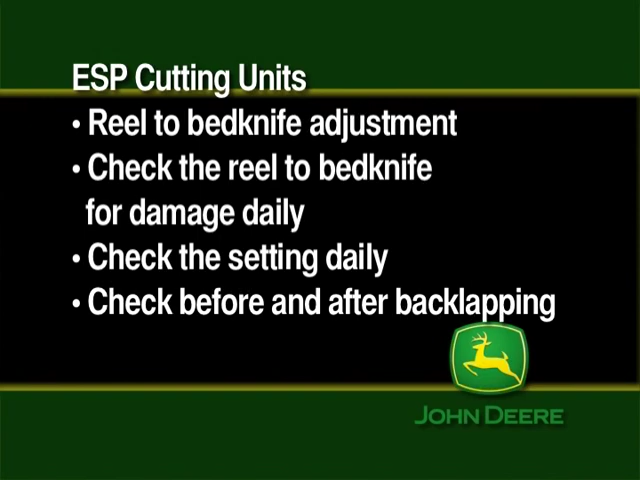 ESP Cutting Units
• Reel to bedknife adjustment
• Check the reel to bedknife
for damage daily
• Check the setting daily
• Check before and after backlapping
JOHN DEERE